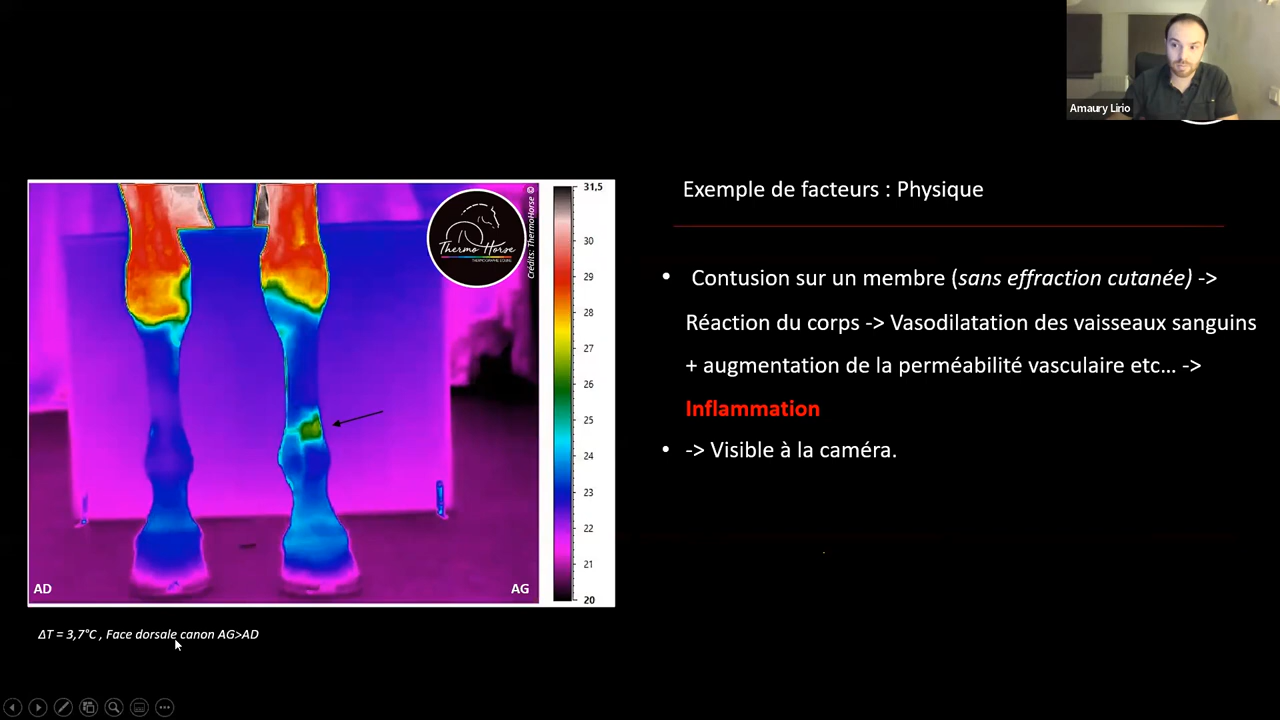 Amaury Lirio
Exemple de facteurs : Physique
• Contusion sur un membre (sans effraction cutanée) ->
Réaction du corps -> Vasodilatation des vaisseaux sanguins
+ augmentation de la perméabilité vasculaire etc... ->
Inflammation
• -> Visible à la caméra.
Thermo Horse
Crédits: ThermoHorse ©
31,5
30
29
28
27
26
25
24
23
22
21
20
AD
AG
ΔT = 3,7°C , Face dorsale canon AG>AD